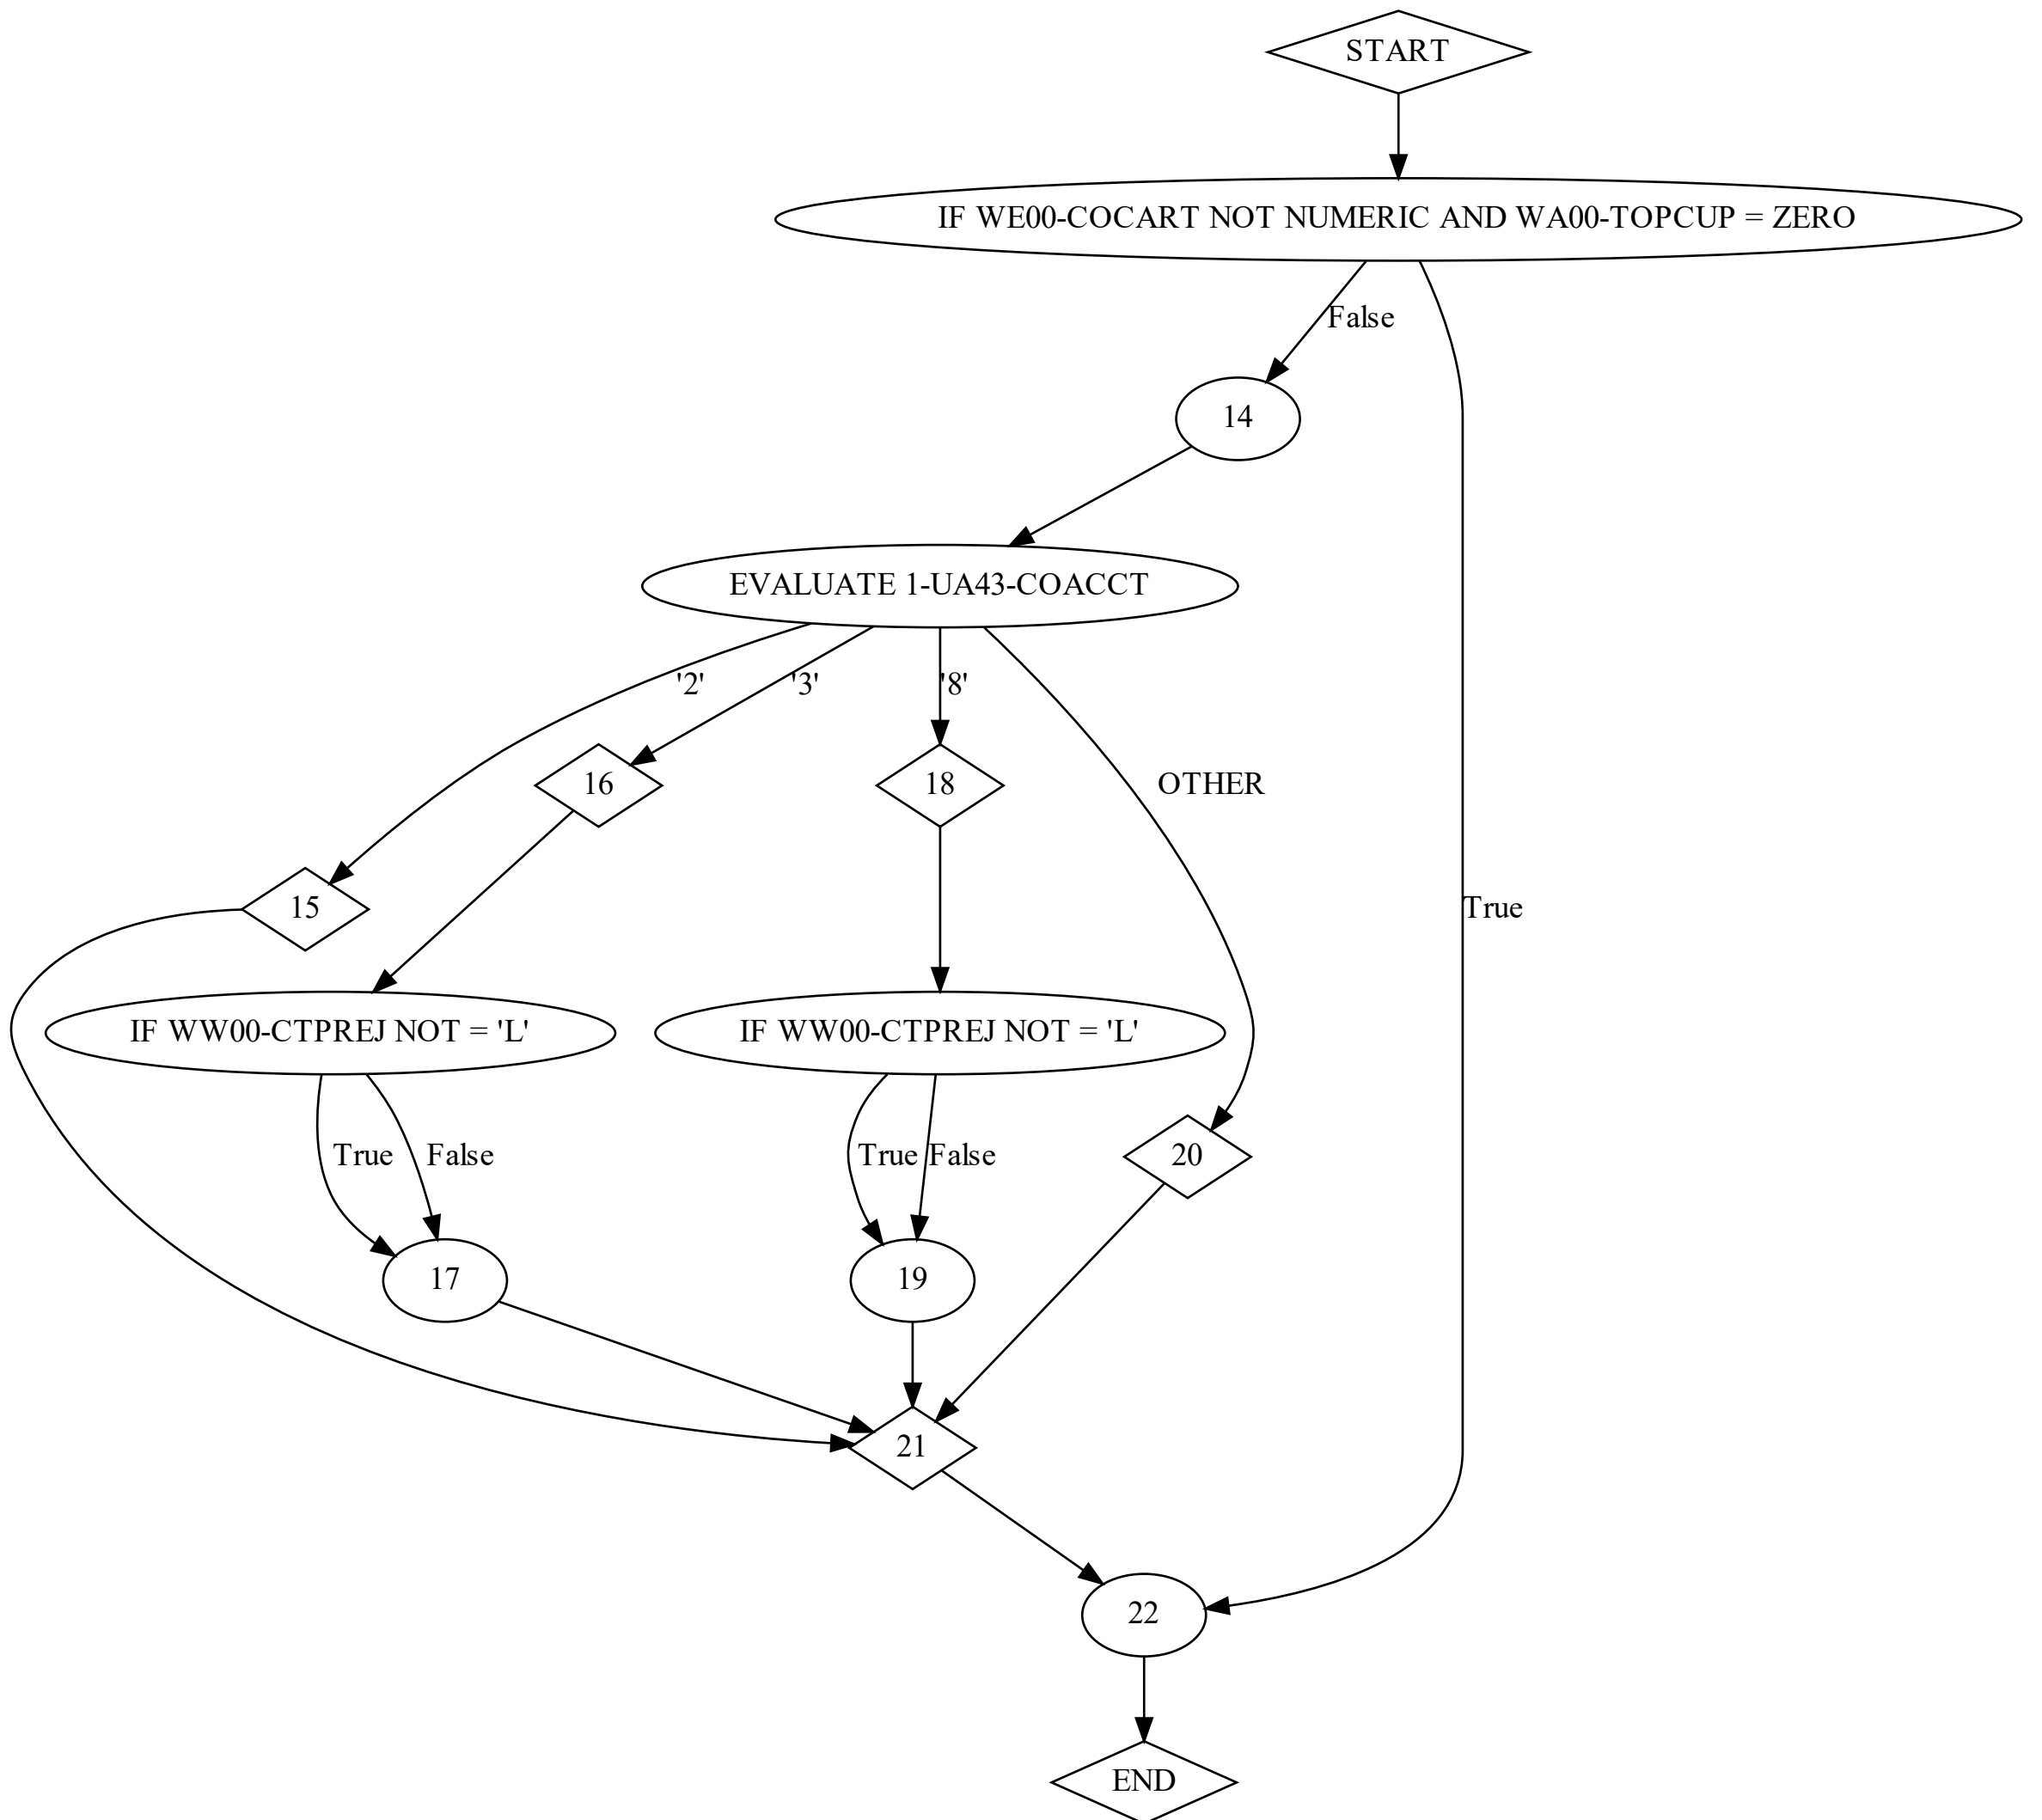 START
IF WE00-COCART NOT NUMERIC AND WA00-TOPCUP = ZERO
False
14
EVALUATE 1-UA43-COACCT
'2'
'3'
'8'
16
18
OTHER
15
True
IF WW00-CTPREJ NOT = 'L'
IF WW00-CTPREJ NOT = 'L'
True
False
True
False
20
17
19
21
22
END